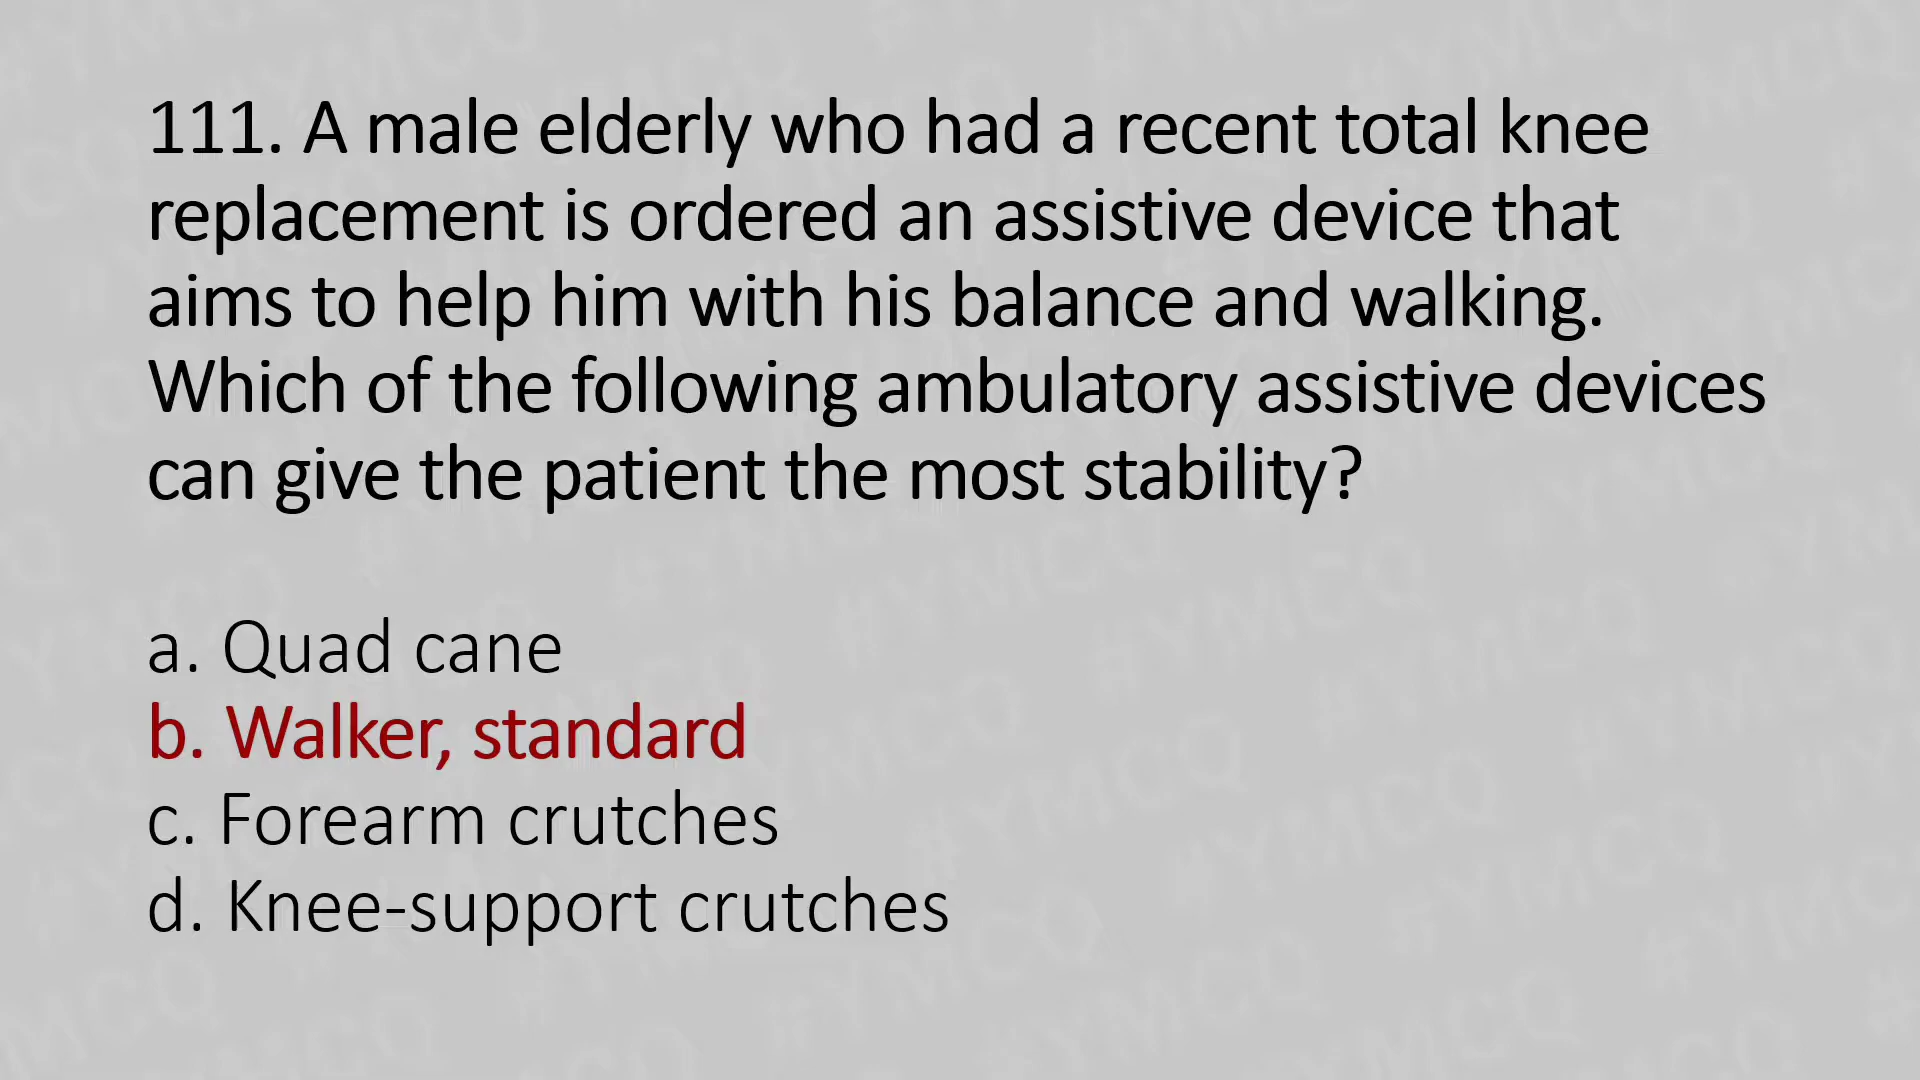 111. A male elderly who had a recent total knee
replacement is ordered an assistive device that
aims to help him with his balance and walking.
Which of the following ambulatory assistive devices
can give the patient the most stability?
a. Quad cane
b. Walker, standard
c. Forearm crutches
d. Knee-support crutches